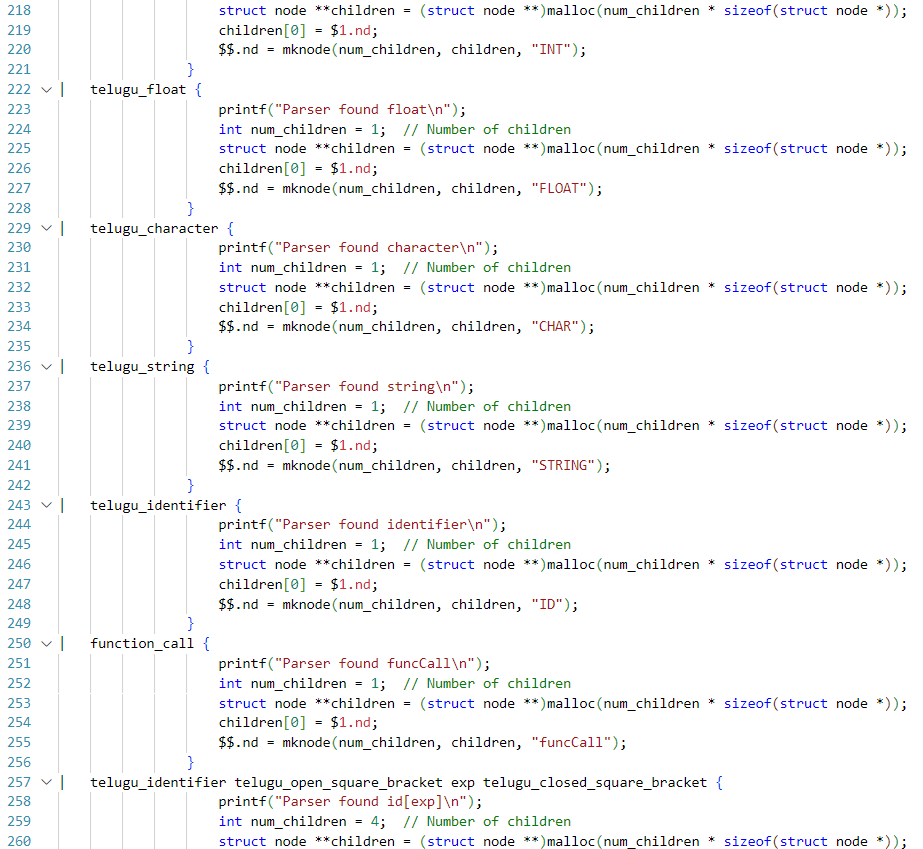 218 struct node **children = (struct node **)malloc(num_children * sizeof(struct node *));
219 children[0] = $1.nd;
220 $$.nd = mknode(num_children, children, "INT");
221 }
222 | telugu_float {
223 printf("Parser found float\n");
224 int num_children = 1;  // Number of children
225 struct node **children = (struct node **)malloc(num_children * sizeof(struct node *));
226 children[0] = $1.nd;
227 $$.nd = mknode(num_children, children, "FLOAT");
228 }
229 | telugu_character {
230 printf("Parser found character\n");
231 int num_children = 1;  // Number of children
232 struct node **children = (struct node **)malloc(num_children * sizeof(struct node *));
233 children[0] = $1.nd;
234 $$.nd = mknode(num_children, children, "CHAR");
235 }
236 | telugu_string {
237 printf("Parser found string\n");
238 int num_children = 1;  // Number of children
239 struct node **children = (struct node **)malloc(num_children * sizeof(struct node *));
240 children[0] = $1.nd;
241 $$.nd = mknode(num_children, children, "STRING");
242 }
243 | telugu_identifier {
244 printf("Parser found identifier\n");
245 int num_children = 1;  // Number of children
246 struct node **children = (struct node **)malloc(num_children * sizeof(struct node *));
247 children[0] = $1.nd;
248 $$.nd = mknode(num_children, children, "ID");
249 }
250 | function_call {
251 printf("Parser found funcCall\n");
252 int num_children = 1;  // Number of children
253 struct node **children = (struct node **)malloc(num_children * sizeof(struct node *));
254 children[0] = $1.nd;
255 $$.nd = mknode(num_children, children, "funcCall");
256 }
257 | telugu_identifier telugu_open_square_bracket exp telugu_closed_square_bracket {
258 printf("Parser found id[exp]\n");
259 int num_children = 4;  // Number of children
260 struct node **children = (struct node **)malloc(num_children * sizeof(struct node *));